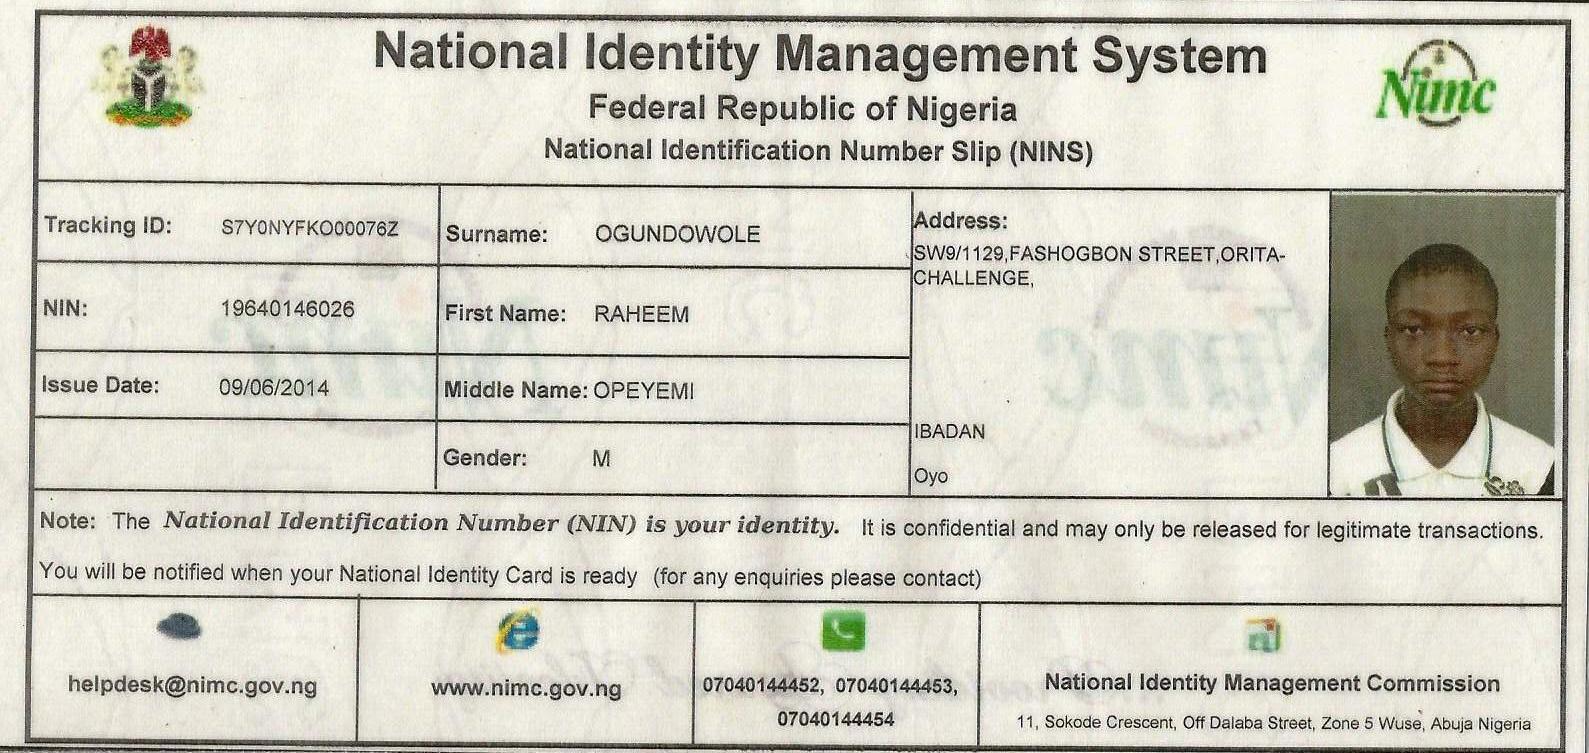 National Identity Management System
Federal Republic of Nigeria
National Identification Number Slip (NINS)
Nimc
Tracking ID: S7Y0NYFKO00076Z
Surname: OGUNDOWOLE
Address:
SW9/1129,FASHOGBON STREET,ORITA-
CHALLENGE,
NIN: 19640146026
First Name: RAHEEM
Issue Date: 09/06/2014
Middle Name: OPEYEMI
IBADAN
Gender: M
Oyo
Note: The National Identification Number (NIN) is your identity. It is confidential and may only be released for legitimate transactions.
You will be notified when your National Identity Card is ready (for any enquiries please contact)
helpdesk@nimc.gov.ng
www.nimc.gov.ng
07040144452, 07040144453,
07040144454
National Identity Management Commission
11, Sokode Crescent, Off Dalaba Street, Zone 5 Wuse, Abuja Nigeria